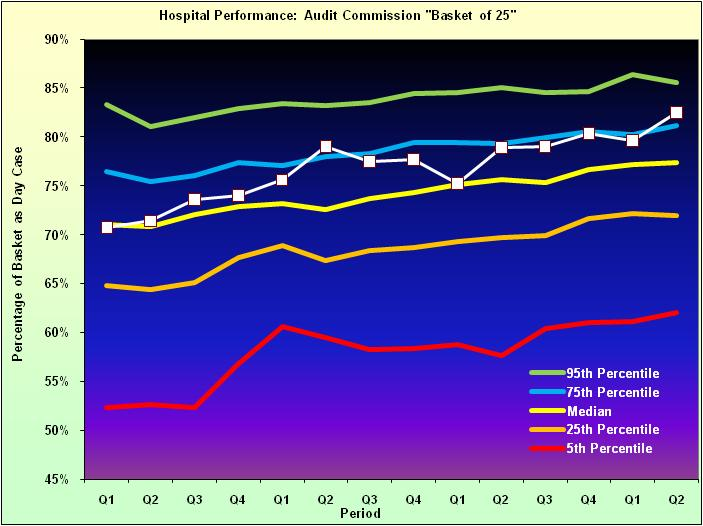 Hospital Performance: Audit Commission "Basket of 25"
Percentage of Basket as Day Case
90%
85%
80%
75%
70%
65%
60%
55%
50%
45%
95th Percentile
75th Percentile
Median
25th Percentile
5th Percentile
Q1 Q2 Q3 Q4 Q1 Q2 Q3 Q4 Q1 Q2 Q3 Q4 Q1 Q2
Period